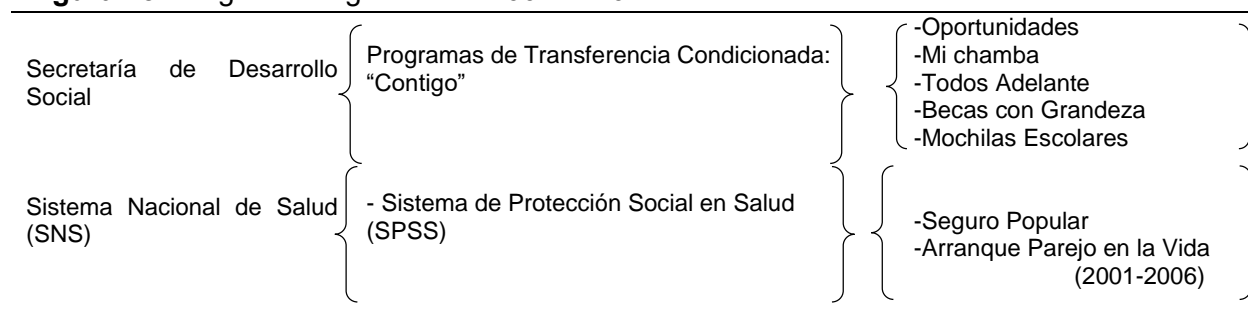 Secretaría de Desarrollo
Social
Programas de Transferencia Condicionada:
“Contigo”
-Oportunidades
-Mi chamba
-Todos Adelante
-Becas con Grandeza
-Mochilas Escolares
Sistema Nacional de Salud
(SNS)
- Sistema de Protección Social en Salud
(SPSS)
-Seguro Popular
-Arranque Parejo en la Vida
(2001-2006)